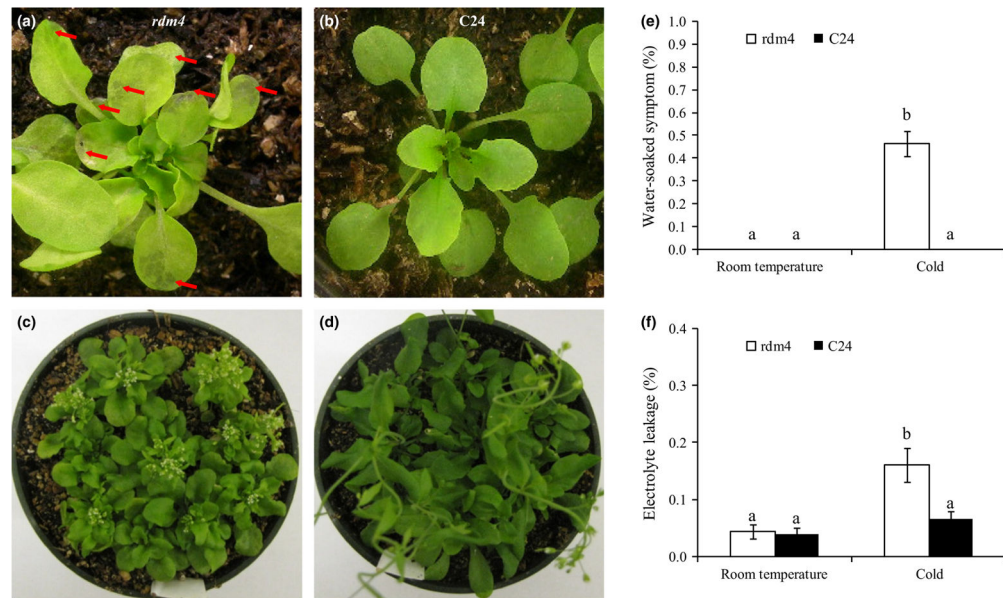 (a) rdm4
(b) C24
(c)
(d)
(e)
Water-soaked symptom (%)
1.0
0.9
0.8
0.7
0.6
0.5
0.4
0.3
0.2
0.1
0.0
rdm4 C24
a a b a
Room temperature Cold
(f)
Electrolyte leakage (%)
0.4
0.3
0.2
0.1
0.0
rdm4 C24
a a b a
Room temperature Cold